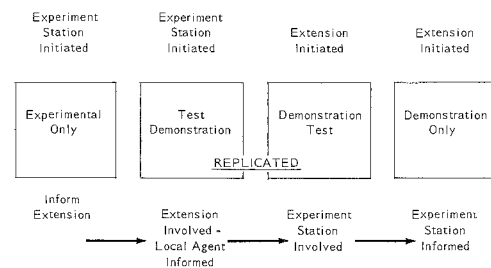 Experiment
Station
Initiated
Experiment
Station
Initiated
Extension
Initiated
Extension
Initiated
Experimental
Only
Test
Demonstration
Demonstration
Test
Demonstration
Only
REPLICATED
Inform
Extension
Extension
Involved -
Local Agent
Informed
Experiment
Station
Involved
Experiment
Station
Informed